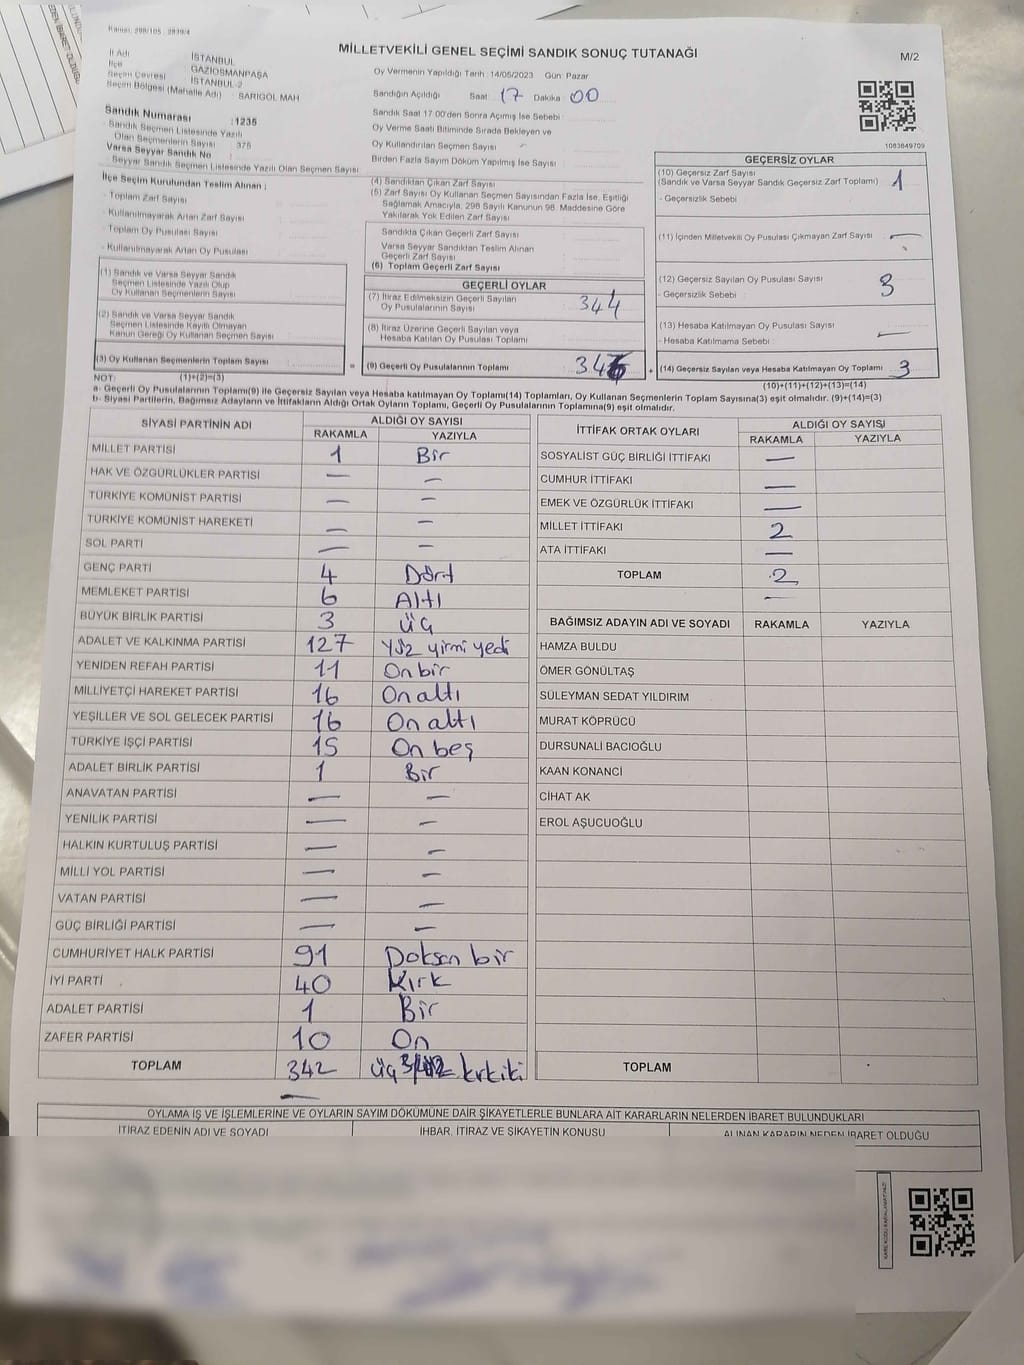 MİLLETVEKİLİ GENEL SEÇİMİ SANDIK SONUÇ TUTANAĞI
M/2
İl Adı İSTANBUL
İlçe GAZİOSMANPAŞA
Seçim Çevresi İSTANBUL-2
Seçim Bölgesi (Mahalle Adı) : SARIGÖL MAH
Oy Vermenin Yapıldığı Tarih :14/05/2023 Gün: Pazar
Sandığın Açıldığı Saat 17 Dakika 00
Sandık Saat 17.00'den Sonra Açımış İse Sebebi
Oy Verme Saati Bitiminde Sırada Bekleyen ve
Oy Kullandırılan Seçmen Sayısı
Birden Fazla Sayım Döküm Yapılmış İse Sayısı
1083849709
Sandık Numarası :1235
Sandık Seçmen Listesinde Yazılı
Olan Seçmenlerin Sayısı : 375
Varsa Seyyar Sandık No
Seyyar Sandık Seçmen Listesinde Yazılı Olan Seçmen Sayısı
İlçe Seçim Kurulundan Teslim Alınan :
- Toplam Zarf Sayısı
- Kullanılmayarak Artan Zarf Sayısı
- Toplam Oy Pusulası Sayısı
- Kullanılmayarak Artan Oy Pusulası
(1) Sandık ve Varsa Seyyar Sandık
Seçmen Listesinde Yazılı Olup
Oy Kullanan Seçmenlerin Sayısı
(2) Sandık ve Varsa Seyyar Sandık
Seçmen Listesinde Kayıtlı Olmayan
Kanun Gereği Oy Kullanan Seçmen Sayısı
(3) Oy Kullanan Seçmenlerin Toplam Sayısı
(4) Sandıktan Çıkan Zarf Sayısı
(5) Zarf Sayısı Oy Kullanan Seçmen Sayısından Fazla İse, Eşitliği
Sağlamak Amacıyla, 298 Sayılı Kanunun 98. Maddesine Göre
Yakılarak Yok Edilen Zarf Sayısı
Sandıkta Çıkan Geçerli Zarf Sayısı
Varsa Seyyar Sandıktan Teslim Alınan
Geçerli Zarf Sayısı
(6) Toplam Geçerli Zarf Sayısı
GEÇERLİ OYLAR
(7) İtiraz Edilmeksizin Geçerli Sayılan
Oy Pusulalarının Sayısı 344
(8) İtiraz Üzerine Geçerli Sayılan veya
Hesaba Katılan Oy Pusulası Toplamı
= (9) Geçerli Oy Pusulalarının Toplamı
GEÇERSİZ OYLAR
(10) Geçersiz Zarf Sayısı 1
(Sandık ve Varsa Seyyar Sandık Geçersiz Zarf Toplamı)
- Geçersizlik Sebebi
(11) İçinden Milletvekili Oy Pusulası Çıkmayan Zarf Sayısı —
(12) Geçersiz Sayılan Oy Pusulası Sayısı 3
- Geçersizlik Sebebi
(13) Hesaba Katılmayan Oy Pusulası Sayısı
- Hesaba Katılmama Sebebi : —
+ (14) Geçersiz Sayılan veya Hesaba Katılmayan Oy Toplamı 3
NOT: (1)+(2)=(3)
(10)+(11)+(12)+(13)=(14)
a- Geçerli Oy Pusulalarının Toplamı(9) ile Geçersiz Sayılan veya Hesaba katılmayan Oy Toplamı(14) Toplamları, Oy Kullanan Seçmenlerin Toplam Sayısına(3) eşit olmalıdır. (9)+(14)=(3)
b- Siyasi Partilerin, Bağımsız Adayların ve İttifakların Aldığı Oyların Toplamı, Geçerli Oy Pusulalarının Toplamına(9) eşit olmalıdır.
SİYASİ PARTİNİN ADI ALDIĞI OY SAYISI
RAKAMLA YAZIYLA
MİLLET PARTİSİ 1 Bir
HAK VE ÖZGÜRLÜKLER PARTİSİ — —
TÜRKİYE KOMÜNİST PARTİSİ — —
TÜRKİYE KOMÜNİST HAREKETİ — —
SOL PARTİ — —
GENÇ PARTİ 4 Dört
MEMLEKET PARTİSİ 6 Altı
BÜYÜK BİRLİK PARTİSİ 3 üç
ADALET VE KALKINMA PARTİSİ 127 yüz yirmi yedi
YENİDEN REFAH PARTİSİ 11 On bir
MİLLİYETÇİ HAREKET PARTİSİ 16 On altı
YEŞİLLER VE SOL GELECEK PARTİSİ 16 On altı
TÜRKİYE İŞÇİ PARTİSİ 15 On beş
ADALET BİRLİK PARTİSİ 1 Bir
ANAVATAN PARTİSİ — —
YENİLİK PARTİSİ — —
HALKIN KURTULUŞ PARTİSİ — —
MİLLİ YOL PARTİSİ — —
VATAN PARTİSİ — —
GÜÇ BİRLİĞİ PARTİSİ — —
CUMHURİYET HALK PARTİSİ 91 Doksan bir
İYİ PARTİ 40 Kırk
ADALET PARTİSİ 1 Bir
ZAFER PARTİSİ 10 On
TOPLAM 342 üç kırkiki
İTTİFAK ORTAK OYLARI ALDIĞI OY SAYISI
RAKAMLA YAZIYLA
SOSYALİST GÜÇ BİRLİĞİ İTTİFAKI —
CUMHUR İTTİFAKI —
EMEK VE ÖZGÜRLÜK İTTİFAKI —
MİLLET İTTİFAKI 2
ATA İTTİFAKI —
TOPLAM 2
BAĞIMSIZ ADAYIN ADI VE SOYADI RAKAMLA YAZIYLA
HAMZA BULDU
ÖMER GÖNÜLTAŞ
SÜLEYMAN SEDAT YILDIRIM
MURAT KÖPRÜCÜ
DURSUNALİ BACIOĞLU
KAAN KONANCİ
CİHAT AK
EROL AŞUCUOĞLU
TOPLAM
OYLAMA İŞ VE İŞLEMLERİNE VE OYLARIN SAYIM DÖKÜMÜNE DAİR ŞİKAYETLERLE BUNLARA AİT KARARLARIN NELERDEN İBARET BULUNDUKLARI
İTİRAZ EDENİN ADI VE SOYADI İHBAR, İTİRAZ VE ŞİKAYETİN KONUSU ALINAN KARARIN NEDEN İBARET OLDUĞU